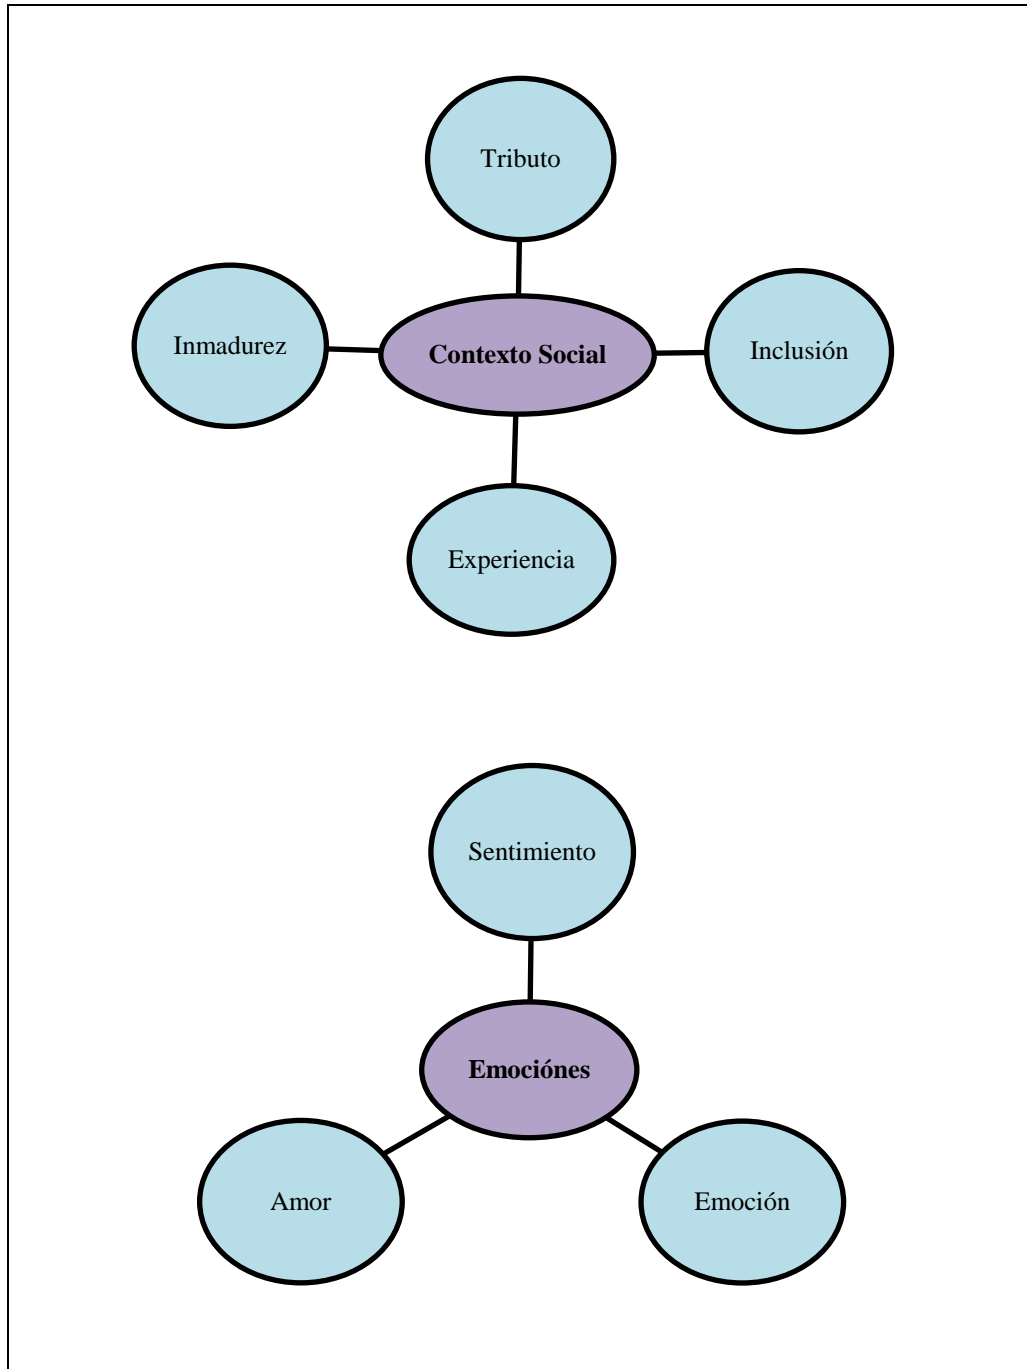 Tributo
Inmadurez
Contexto Social
Inclusión
Experiencia
Sentimiento
Emociónes
Amor
Emoción